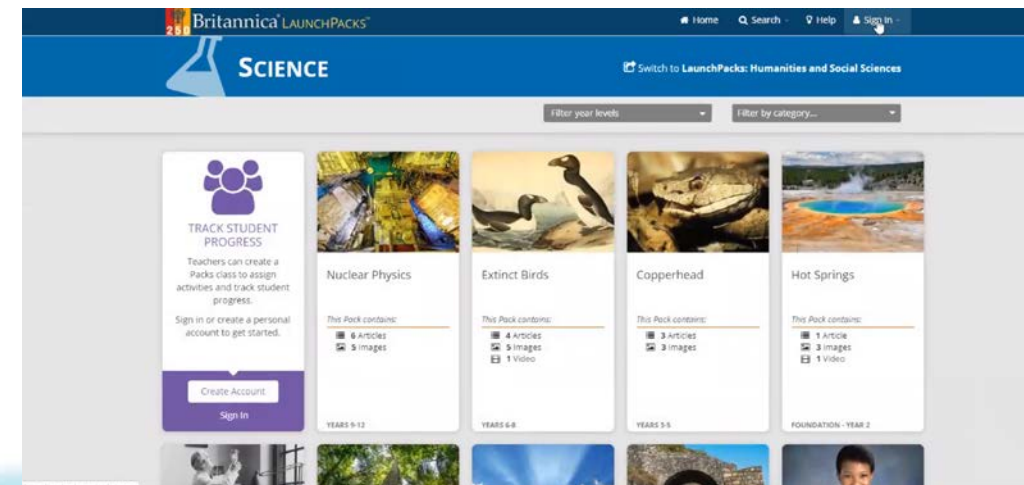 250
Britannica LAUNCHPACKS
Home
Search
Help
Sign In
SCIENCE
Switch to LaunchPacks: Humanities and Social Sciences
Filter year levels
Filter by category...
TRACK STUDENT
PROGRESS
Teachers can create a
Packs class to assign
activities and track student
progress.
Sign in or create a personal
account to get started.
Create Account
Sign In
Nuclear Physics
This Pack contains:
6 Articles
5 Images
YEARS 9-12
Extinct Birds
This Pack contains:
4 Articles
5 Images
1 Video
YEARS 6-8
Copperhead
This Pack contains:
3 Articles
3 Images
YEARS 3-5
Hot Springs
This Pack contains:
1 Article
3 Images
1 Video
FOUNDATION - YEAR 2